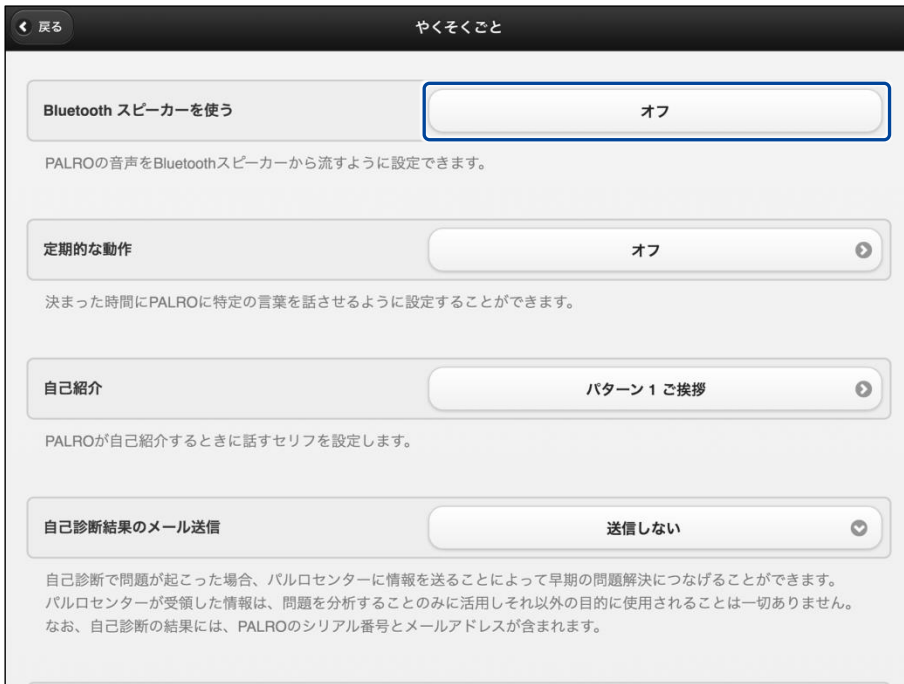 戻る
やくそくごと
Bluetooth スピーカーを使う
オフ
PALROの音声をBluetoothスピーカーから流すように設定できます。
定期的な動作
オフ
決まった時間にPALROに特定の言葉を話させるように設定することができます。
自己紹介
パターン 1 ご挨拶
PALROが自己紹介するときに話すセリフを設定します。
自己診断結果のメール送信
送信しない
自己診断で問題が起こった場合、パルロセンターに情報を送ることによって早期の問題解決につなげることができます。
パルロセンターが受領した情報は、問題を分析することのみに活用しそれ以外の目的に使用されることは一切ありません。
なお、自己診断の結果には、PALROのシリアル番号とメールアドレスが含まれます。